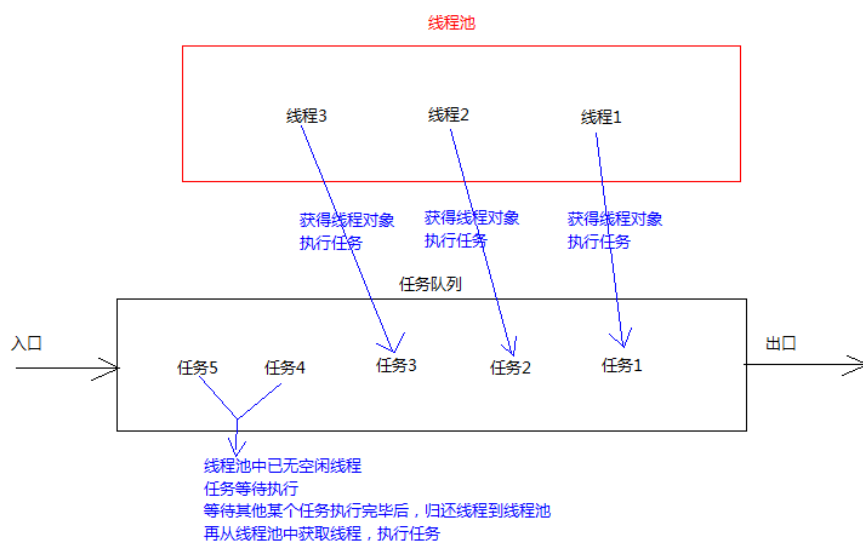 线程池
线程3
线程2
线程1
获得线程对象
执行任务
获得线程对象
执行任务
获得线程对象
执行任务
任务队列
入口
出口
任务5
任务4
任务3
任务2
任务1
线程池中已无空闲线程
任务等待执行
等待其他某个任务执行完毕后，归还线程到线程池
再从线程池中获取线程，执行任务